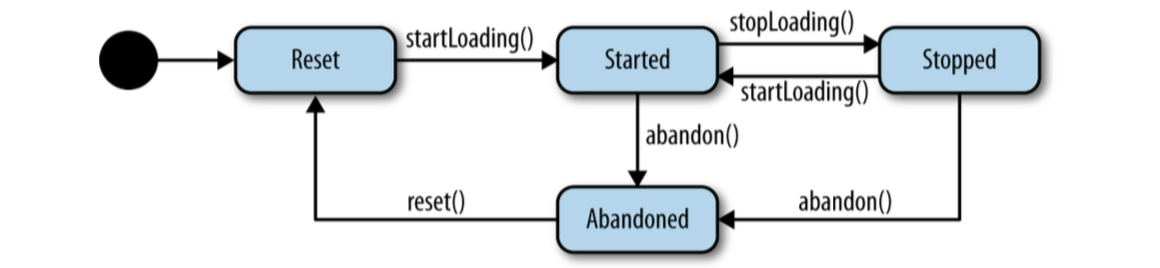 stopLoading()
startLoading()
Reset
Started
Stopped
startLoading()
abandon()
reset()
abandon()
Abandoned